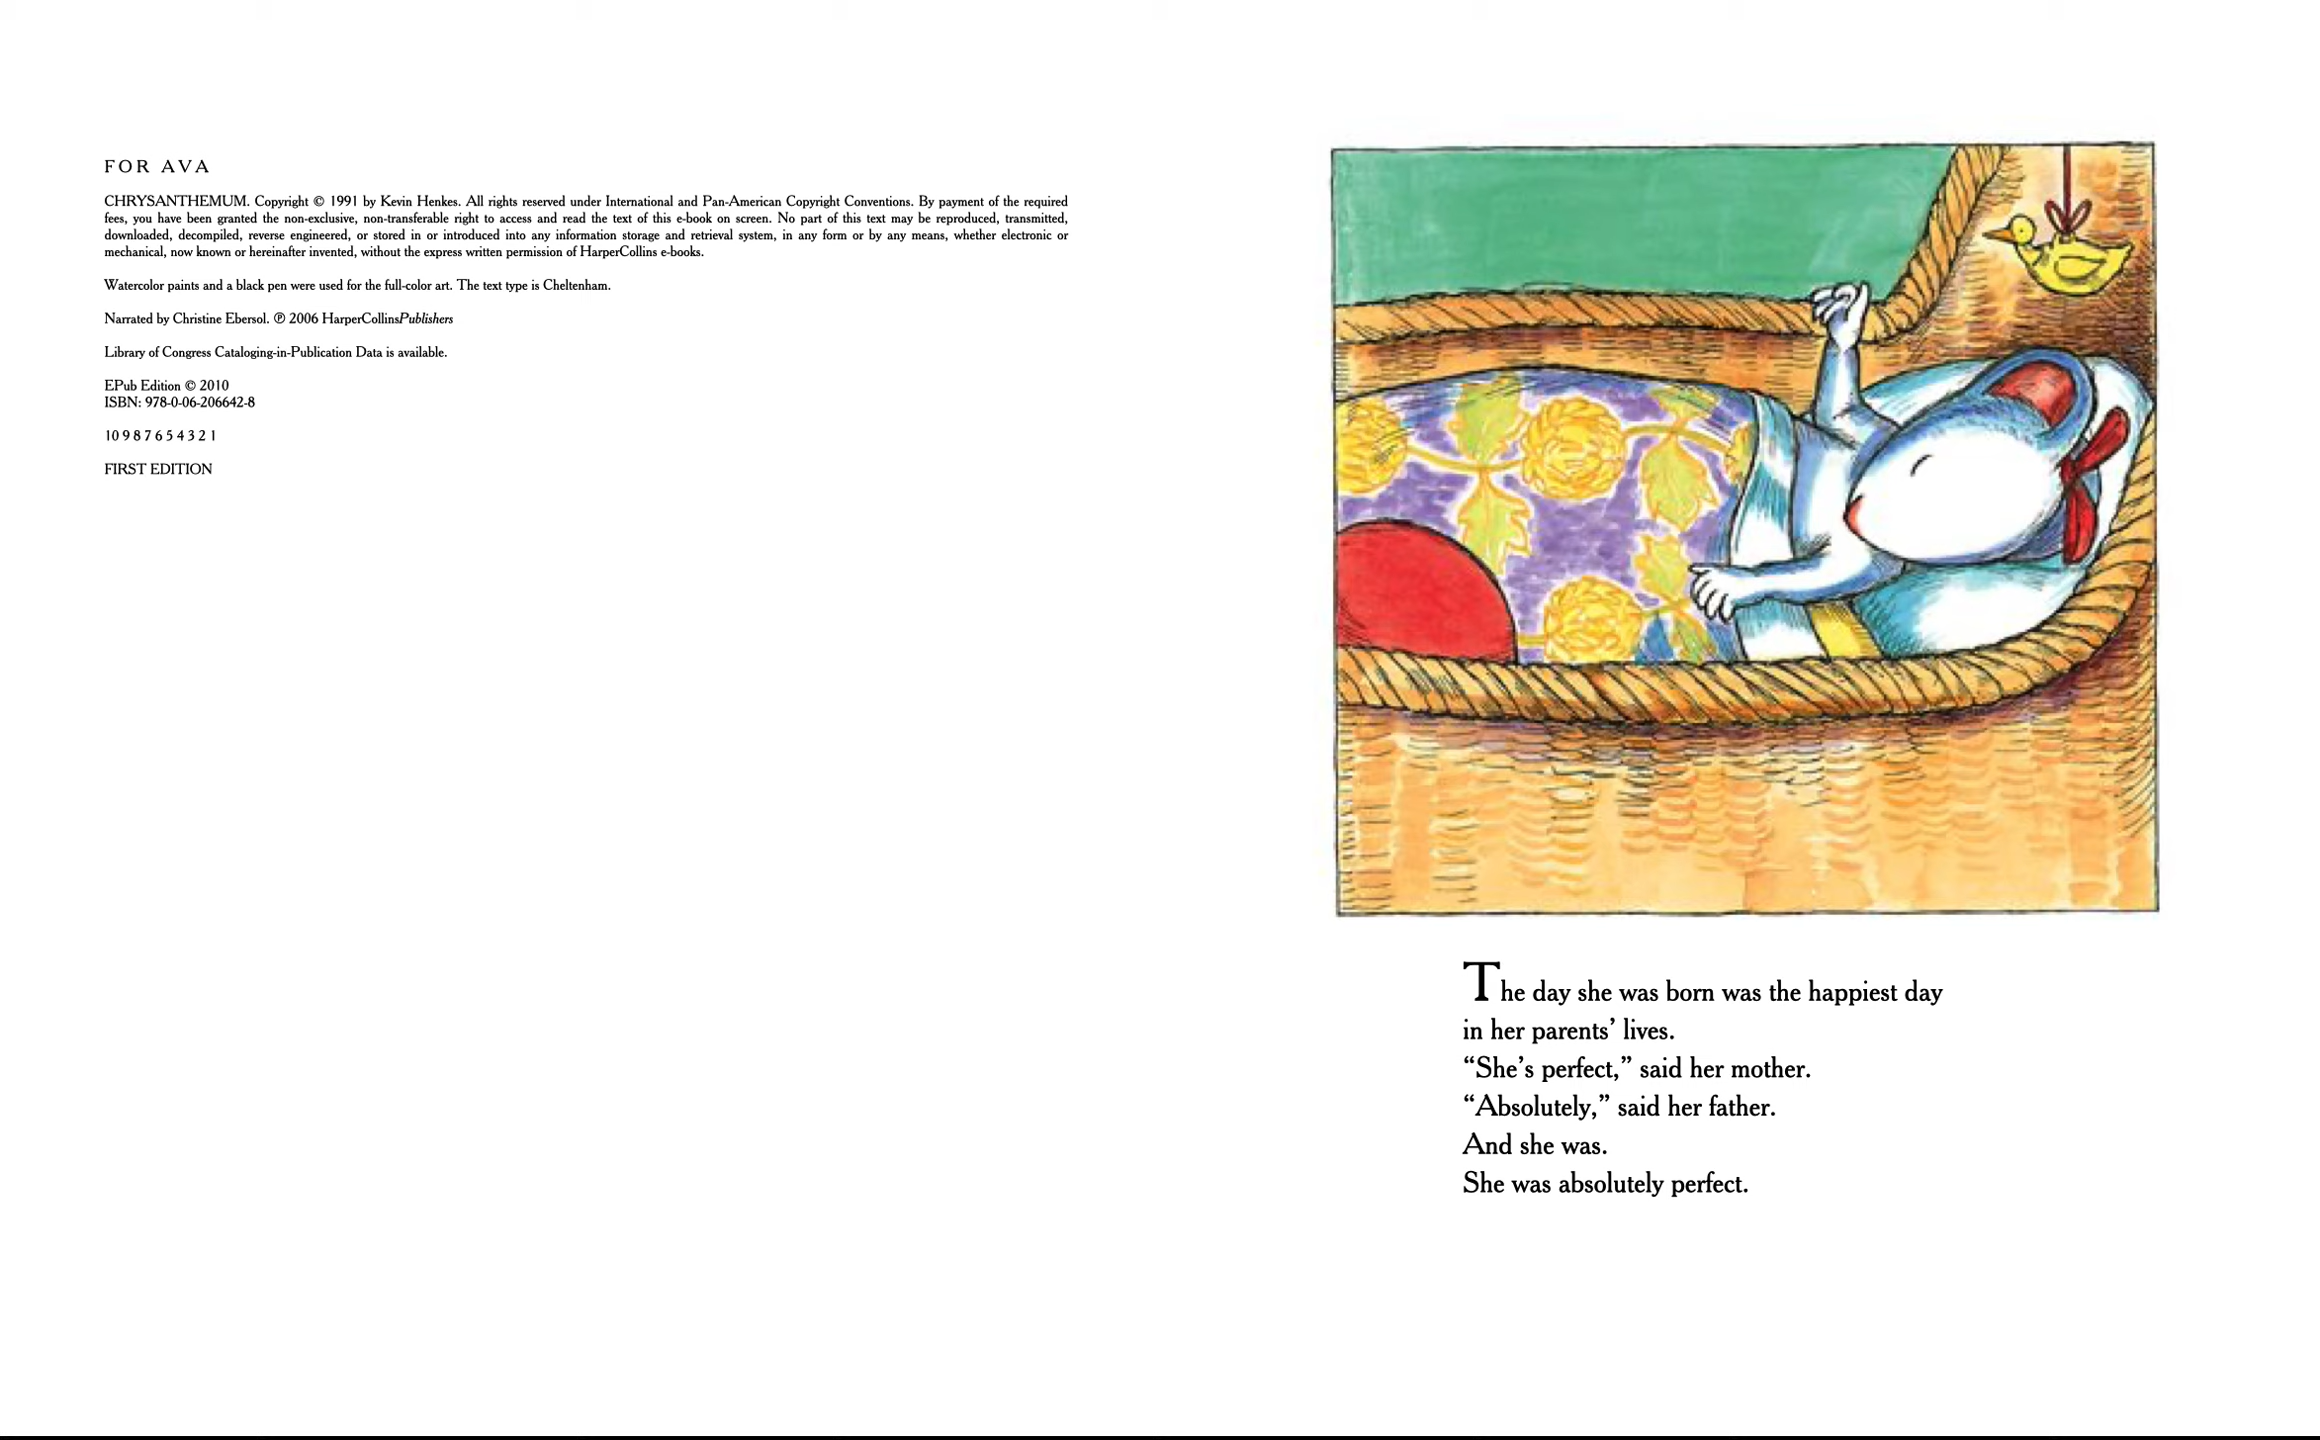 FOR AVA
CHRYSANTHEMUM. Copyright © 1991 by Kevin Henkes. All rights reserved under International and Pan-American Copyright Conventions. By payment of the required
fees, you have been granted the non-exclusive, non-transferable right to access and read the text of this e-book on screen. No part of this text may be reproduced, transmitted,
downloaded, decompiled, reverse engineered, or stored in or introduced into any information storage and retrieval system, in any form or by any means, whether electronic or
mechanical, now known or hereinafter invented, without the express written permission of HarperCollins e-books.
Watercolor paints and a black pen were used for the full-color art. The text type is Cheltenham.
Narrated by Christine Ebersol. ℗ 2006 HarperCollinsPublishers
Library of Congress Cataloging-in-Publication Data is available.
EPub Edition © 2010
ISBN: 978-0-06-206642-8
10 9 8 7 6 5 4 3 2 1
FIRST EDITION
The day she was born was the happiest day
in her parents’ lives.
“She’s perfect,” said her mother.
“Absolutely,” said her father.
And she was.
She was absolutely perfect.